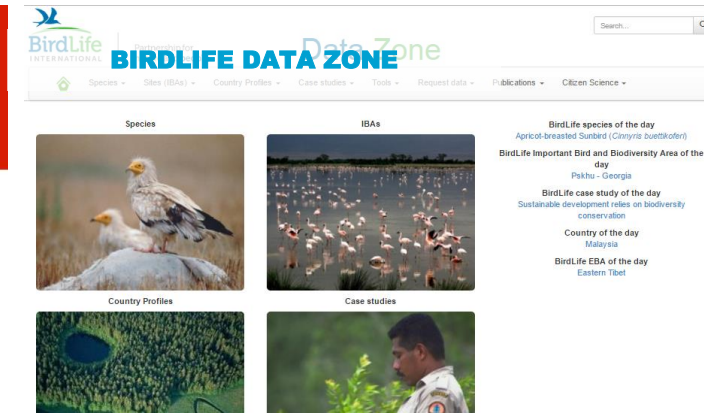 Search...
BirdLife
INTERNATIONAL
Partnership for
Data Zone
BIRDLIFE DATA ZONE
Species
Sites (IBAs)
Country Profiles
Case studies
Tools
Request data
Publications
Citizen Science
Species
IBAs
BirdLife species of the day
Apricot-breasted Sunbird (Cinnyris buettikoferi)
BirdLife Important Bird and Biodiversity Area of the
day
Pskhu - Georgia
BirdLife case study of the day
Sustainable development relies on biodiversity
conservation
Country of the day
Malaysia
BirdLife EBA of the day
Eastern Tibet
Country Profiles
Case studies